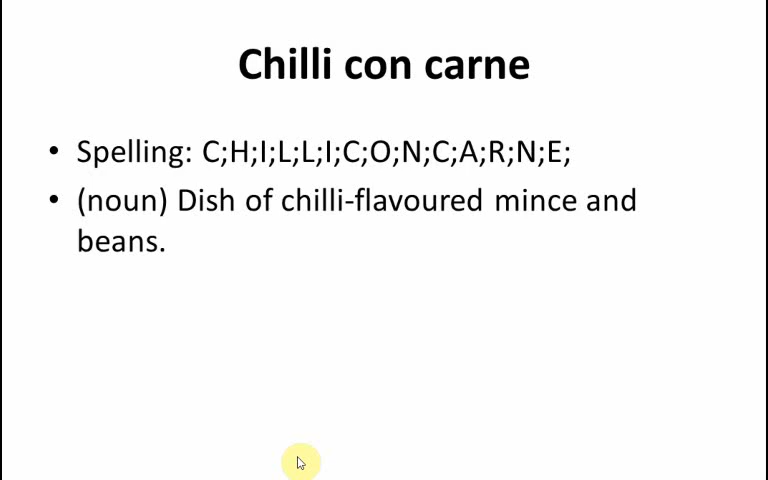 Chilli con carne
• Spelling: C;H;I;L;L;I;C;O;N;C;A;R;N;E;
• (noun) Dish of chilli-flavoured mince and
beans.